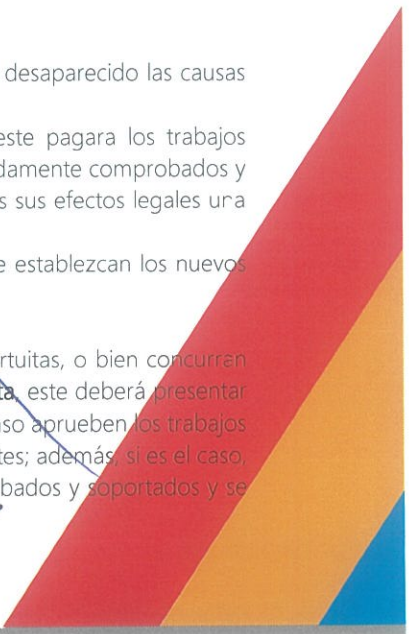 desaparecido las causas
este pagara los trabajos
damente comprobados y
s sus efectos legales una
e establezcan los nuevos
rtuitas, o bien concurran
ta, este deberá presentar
so aprueben los trabajos
tes; además, si es el caso,
bados y soportados y se